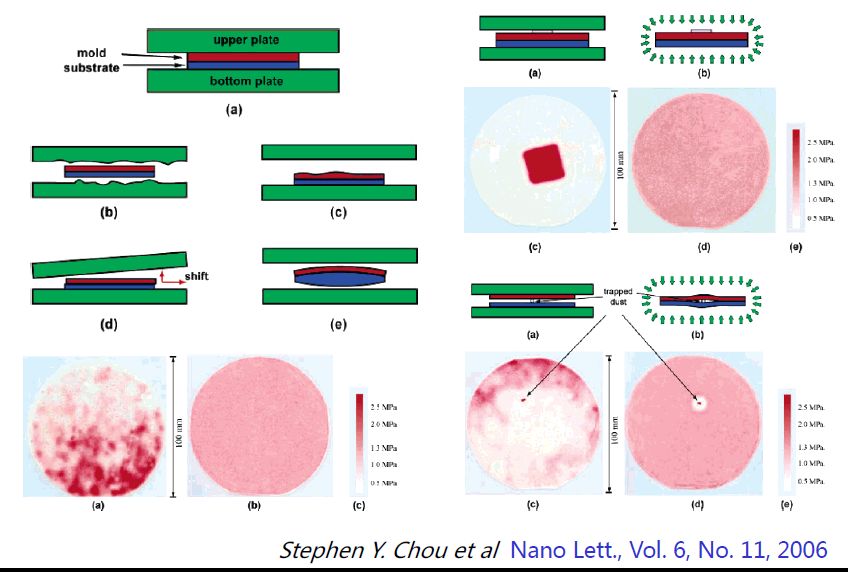 upper plate
mold
substrate
bottom plate
(a)
(b)
(c)
shift
(d)
(e)
100 mm
2.5 MPa
2.0 MPa
1.3 MPa
1.0 MPa
0.5 MPa
(a)
(b)
(c)
(a)
(b)
100 mm
2.5 MPa.
2.0 MPa.
1.3 MPa.
1.0 MPa.
0.5 MPa.
(c)
(d)
(e)
trapped
dust
(a)
(b)
100 mm
2.5 MPa.
2.0 MPa.
1.3 MPa.
1.0 MPa.
0.5 MPa.
(c)
(d)
(e)
Stephen Y. Chou et al Nano Lett., Vol. 6, No. 11, 2006